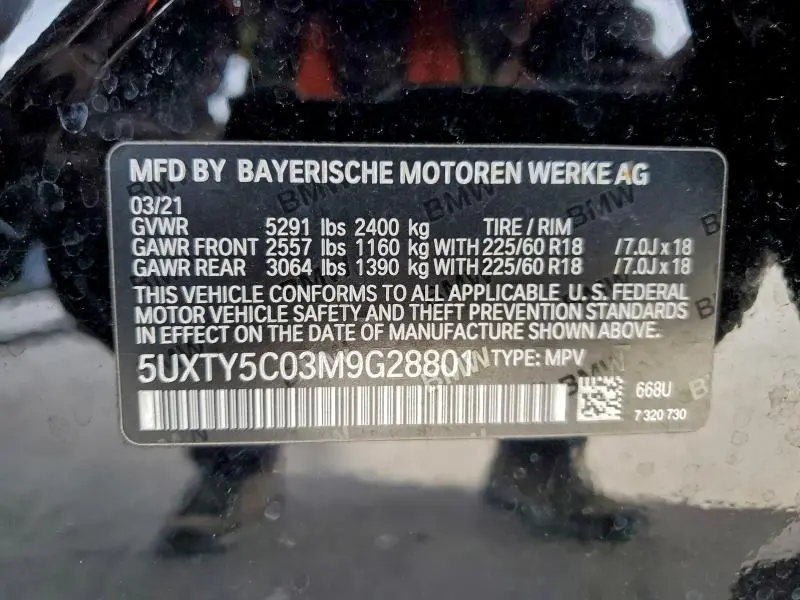 MFD BY BAYERISCHE MOTOREN WERKE AG
03/21
GVWR 5291 lbs 2400 kg TIRE / RIM
GAWR FRONT 2557 lbs 1160 kg WITH 225/60 R18 /7.0J x 18
GAWR REAR 3064 lbs 1390 kg WITH 225/60 R18 /7.0J x 18
THIS VEHICLE CONFORMS TO ALL APPLICABLE U. S. FEDERAL
MOTOR VEHICLE SAFETY AND THEFT PREVENTION STANDARDS
IN EFFECT ON THE DATE OF MANUFACTURE SHOWN ABOVE.
5UXTY5C03M9G28801 TYPE: MPV
668U
7 320 730